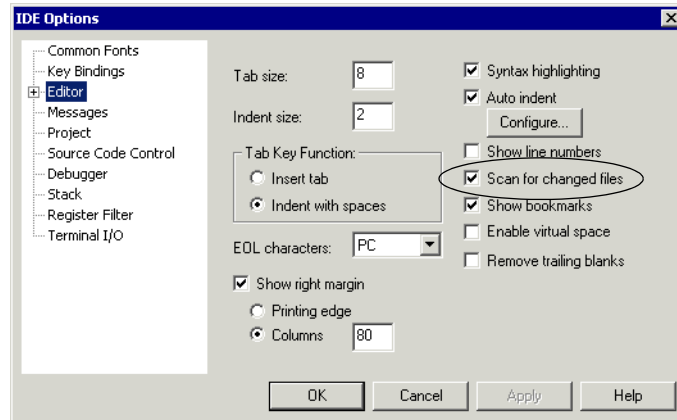 IDE Options
Common Fonts
Key Bindings
Editor
Messages
Project
Source Code Control
Debugger
Stack
Register Filter
Terminal I/O
Tab size: 8
Indent size: 2
Tab Key Function:
Insert tab
Indent with spaces
EOL characters: PC
Show right margin
Printing edge
Columns 80
Syntax highlighting
Auto indent
Configure...
Show line numbers
Scan for changed files
Show bookmarks
Enable virtual space
Remove trailing blanks
OK Cancel Apply Help